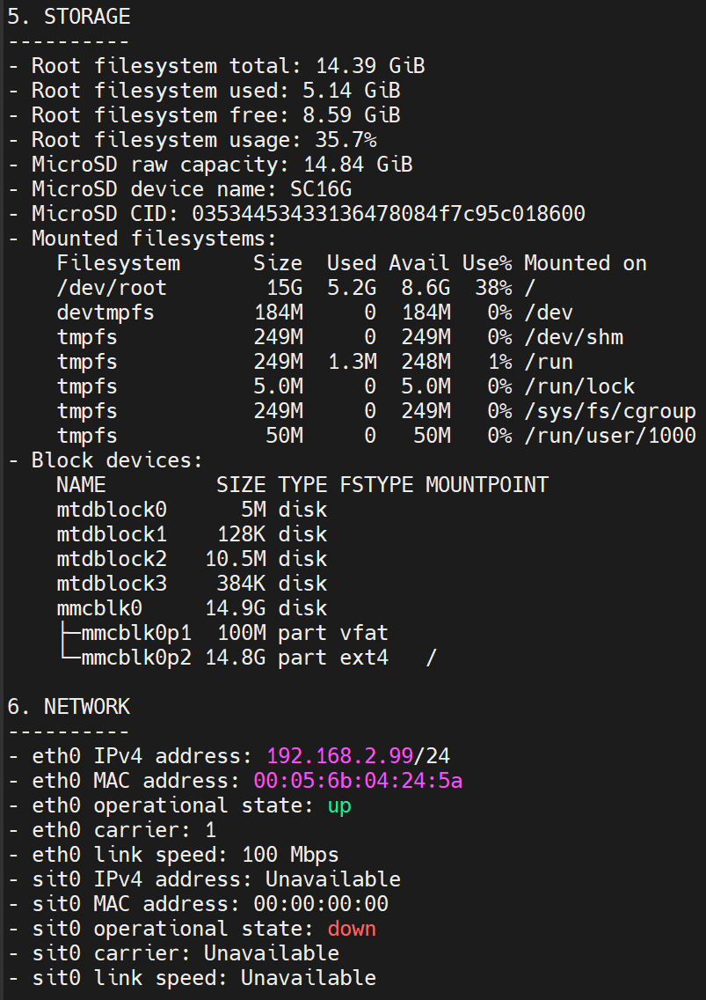 5. STORAGE
----------
- Root filesystem total: 14.39 GiB
- Root filesystem used: 5.14 GiB
- Root filesystem free: 8.59 GiB
- Root filesystem usage: 35.7%
- MicroSD raw capacity: 14.84 GiB
- MicroSD device name: SC16G
- MicroSD CID: 03534453433136478084f7c95c018600
- Mounted filesystems:
    Filesystem      Size  Used Avail Use% Mounted on
    /dev/root        15G  5.2G  8.6G  38% /
    devtmpfs        184M     0  184M   0% /dev
    tmpfs           249M     0  249M   0% /dev/shm
    tmpfs           249M  1.3M  248M   1% /run
    tmpfs           5.0M     0  5.0M   0% /run/lock
    tmpfs           249M     0  249M   0% /sys/fs/cgroup
    tmpfs            50M     0   50M   0% /run/user/1000
- Block devices:
    NAME         SIZE TYPE FSTYPE MOUNTPOINT
    mtdblock0      5M disk
    mtdblock1    128K disk
    mtdblock2   10.5M disk
    mtdblock3    384K disk
    mmcblk0     14.9G disk
    ├─mmcblk0p1  100M part vfat
    └─mmcblk0p2 14.8G part ext4   /

6. NETWORK
----------
- eth0 IPv4 address: 192.168.2.99/24
- eth0 MAC address: 00:05:6b:04:24:5a
- eth0 operational state: up
- eth0 carrier: 1
- eth0 link speed: 100 Mbps
- sit0 IPv4 address: Unavailable
- sit0 MAC address: 00:00:00:00
- sit0 operational state: down
- sit0 carrier: Unavailable
- sit0 link speed: Unavailable